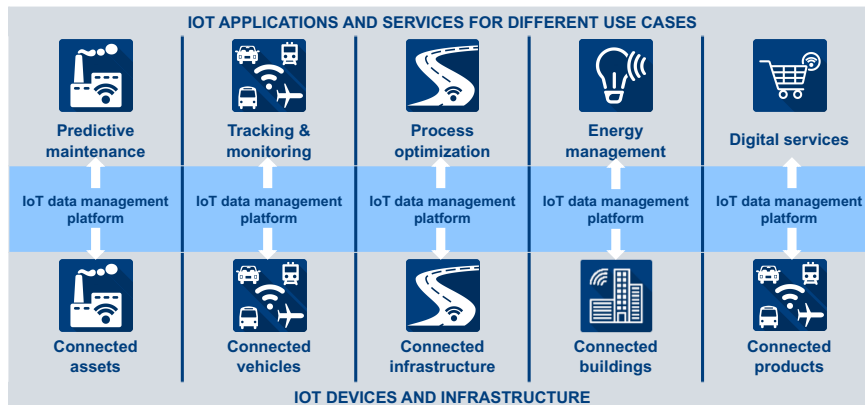 IOT APPLICATIONS AND SERVICES FOR DIFFERENT USE CASES
Predictive
maintenance
Tracking &
monitoring
Process
optimization
Energy
management
Digital services
IoT data management
platform
IoT data management
platform
IoT data management
platform
IoT data management
platform
IoT data management
platform
Connected
assets
Connected
vehicles
Connected
infrastructure
Connected
buildings
Connected
products
IOT DEVICES AND INFRASTRUCTURE